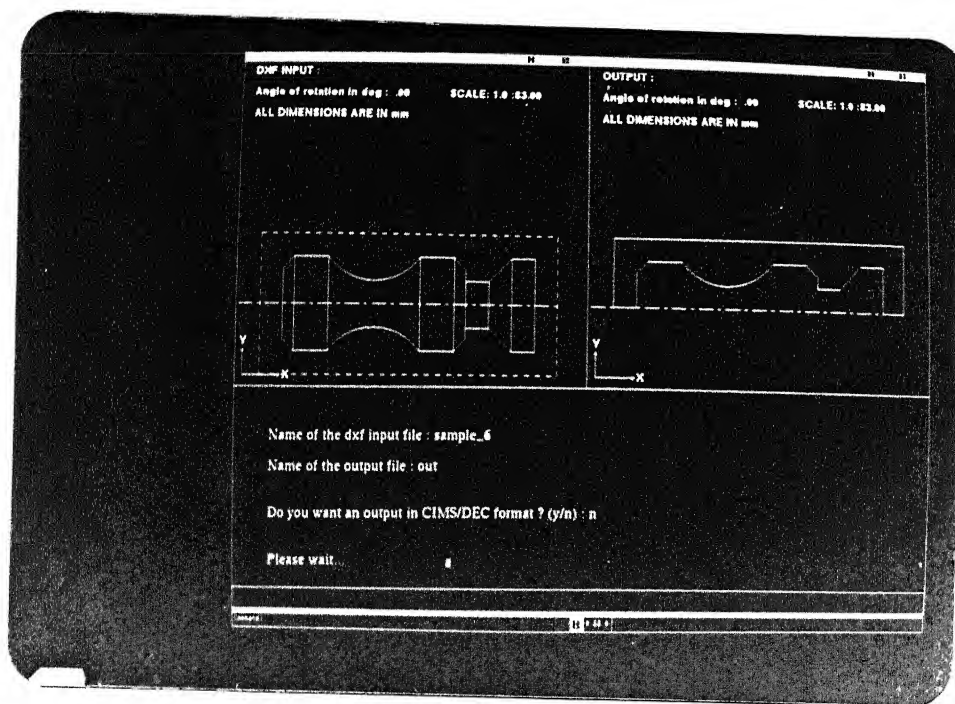 DXF INPUT :
Angle of rotation in deg : .00 SCALE: 1.0 :53.00
ALL DIMENSIONS ARE IN mm
Y
X
OUTPUT :
Angle of rotation in deg : .00 SCALE: 1.0 :53.00
ALL DIMENSIONS ARE IN mm
Y
X
Name of the dxf input file : sample_6
Name of the output file : out
Do you want an output in CIMS/DEC format ? (y/n) : n
Please wait...